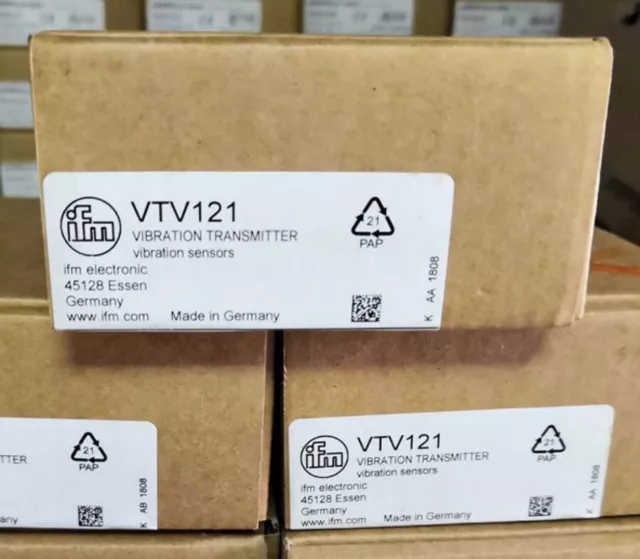 ifm
VTV121
VIBRATION TRANSMITTER
vibration sensors
ifm electronic
45128 Essen
Germany
www.ifm.com Made in Germany
21
PAP
K AA 1808
TTER
21
PAP
Germany
K AB 1808
ifm
VTV121
VIBRATION TRANSMITTER
vibration sensors
ifm electronic
45128 Essen
Germany
www.ifm.com Made in Germany
21
PAP
K AA 1808